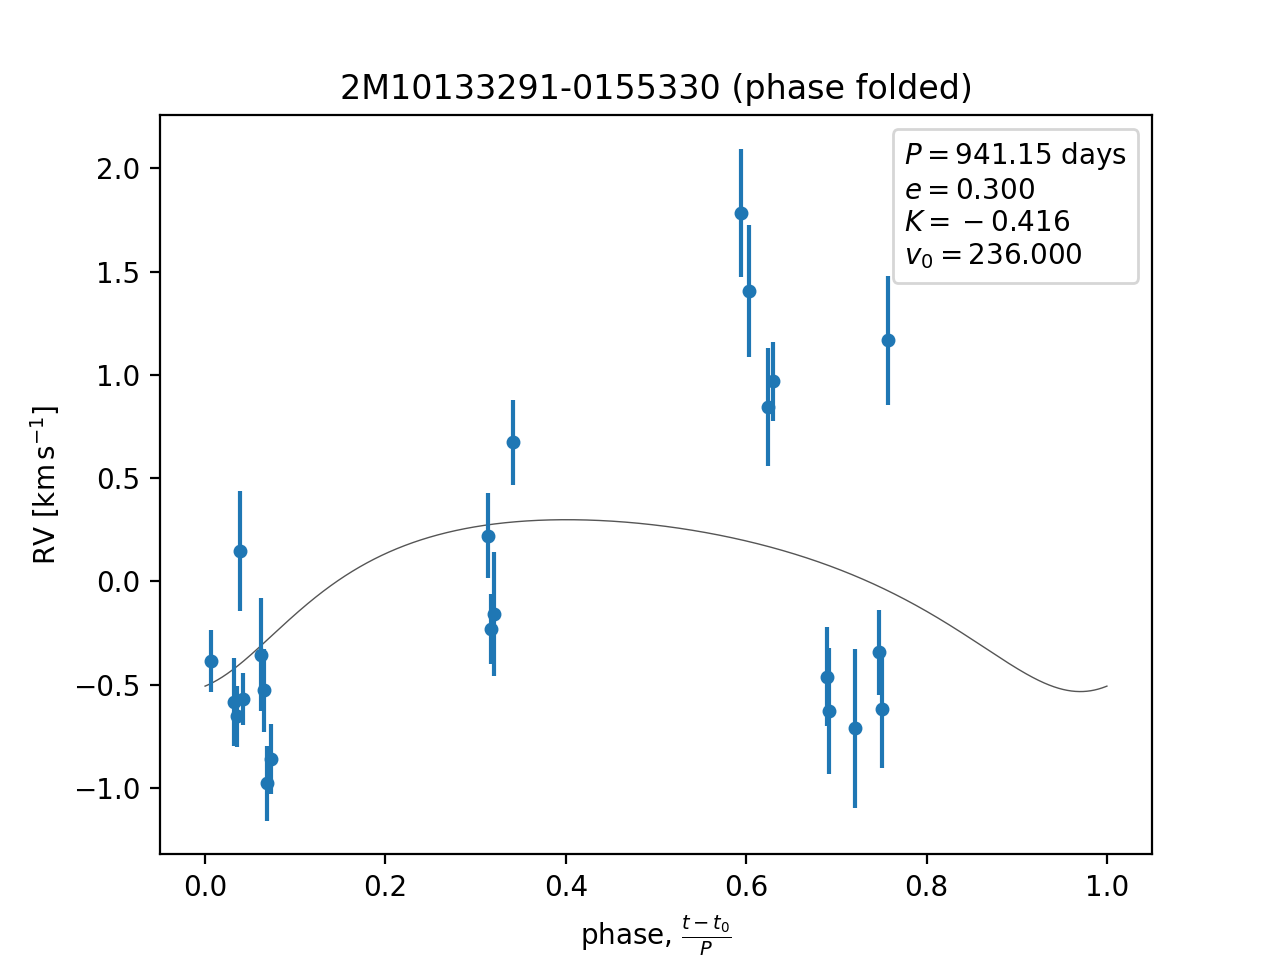 2M10133291-0155330 (phase folded)
P = 941.15 days
e = 0.300
K = −0.416
v₀ = 236.000
RV [km s⁻¹]
2.0
1.5
1.0
0.5
0.0
−0.5
−1.0
0.0 0.2 0.4 0.6 0.8 1.0
phase, (t − t₀)/P